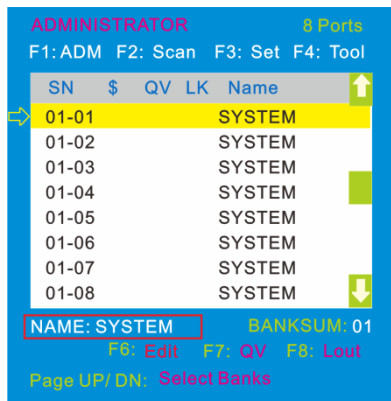 ADMINISTRATOR 8 Ports
F1: ADM F2: Scan F3: Set F4: Tool
SN $ QV LK Name
01-01 SYSTEM
01-02 SYSTEM
01-03 SYSTEM
01-04 SYSTEM
01-05 SYSTEM
01-06 SYSTEM
01-07 SYSTEM
01-08 SYSTEM
NAME: SYSTEM BANKSUM: 01
F6: Edit F7: QV F8: Lout
Page UP/ DN: Select Banks